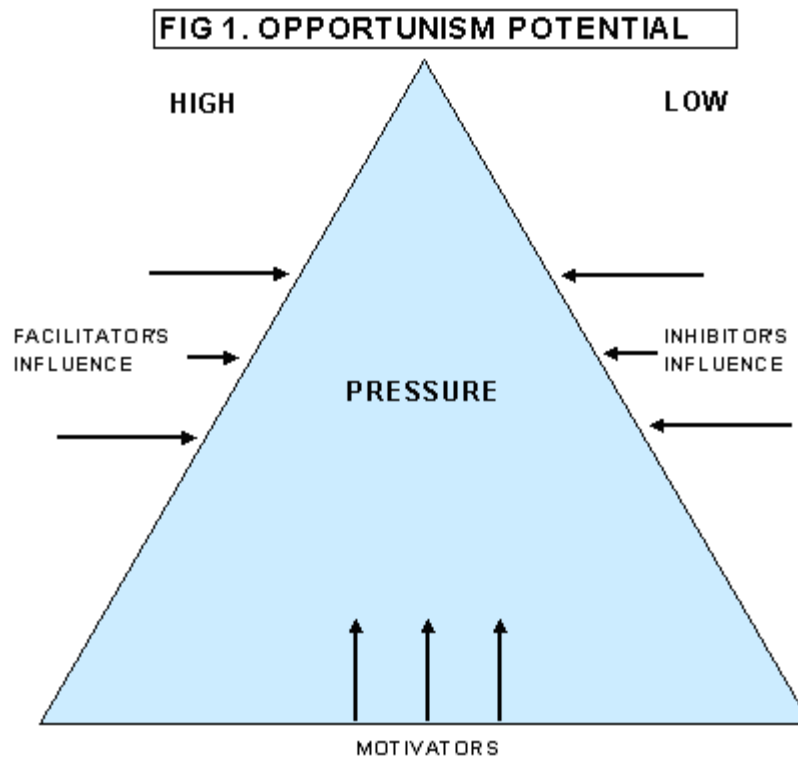 FIG 1. OPPORTUNISM POTENTIAL
HIGH
LOW
FACILITATOR'S
INFLUENCE
INHIBITOR'S
INFLUENCE
PRESSURE
MOTIVATORS